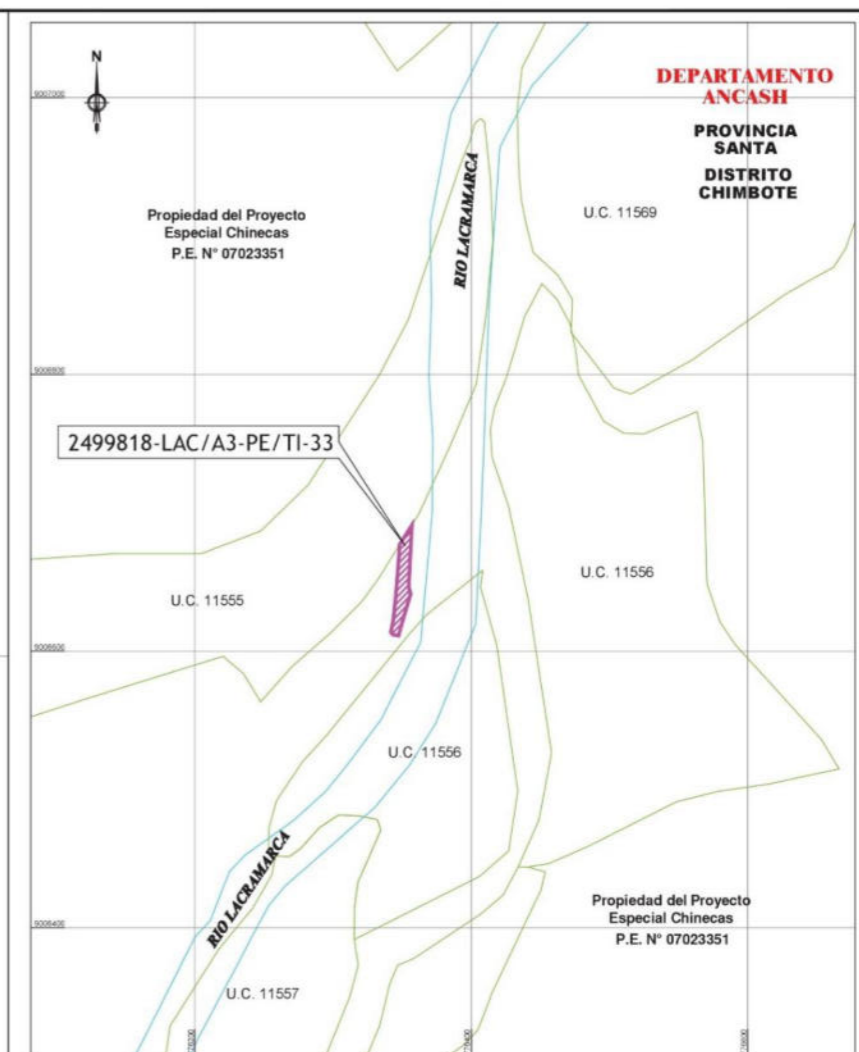 N
DEPARTAMENTO
ANCASH
PROVINCIA
SANTA
DISTRITO
CHIMBOTE
9007000
Propiedad del Proyecto
Especial Chinecas
P.E. N° 07023351
RIO LACRAMARCA
U.C. 11569
2499818-LAC/A3-PE/TI-33
U.C. 11555
U.C. 11556
U.C. 11556
RIO LACRAMARCA
Propiedad del Proyecto
Especial Chinecas
P.E. N° 07023351
U.C. 11557